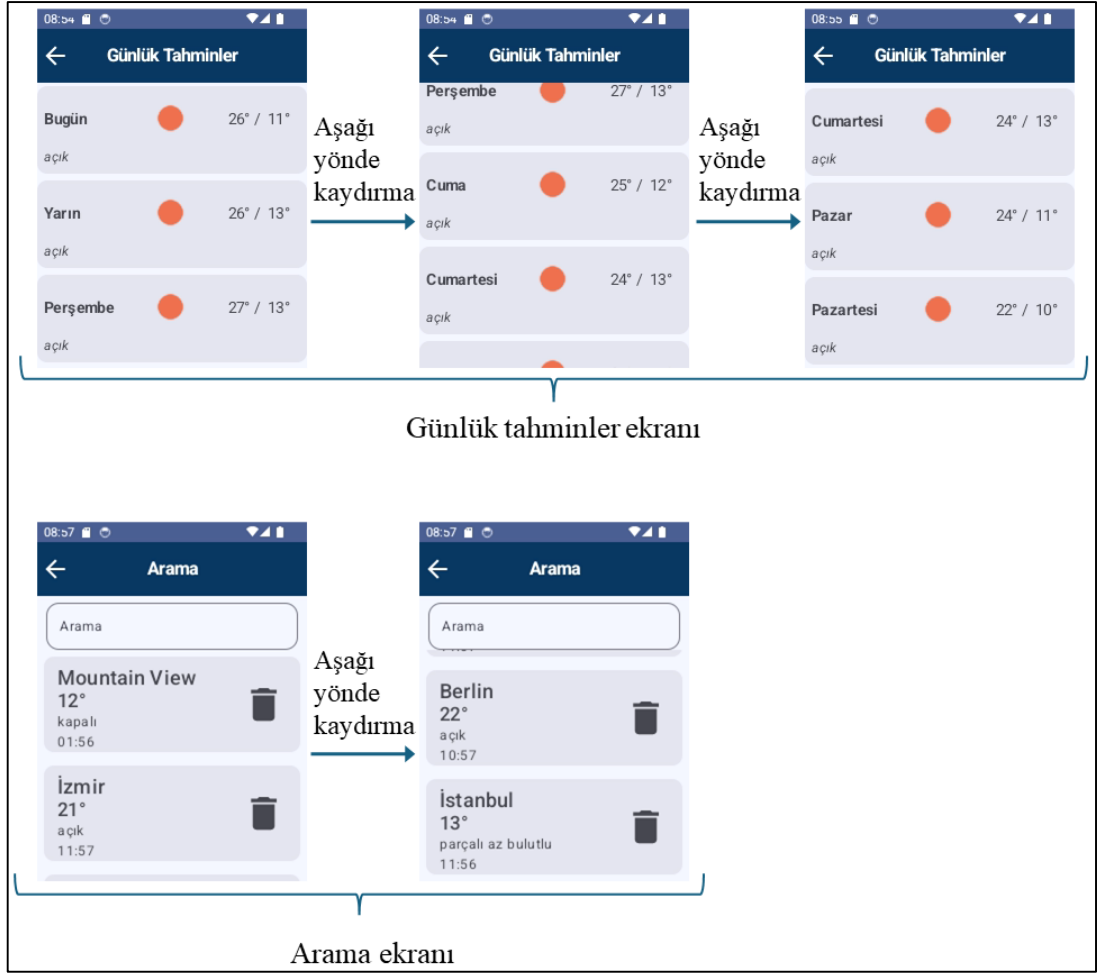 08:54
Günlük Tahminler
Bugün 26° / 11°
açık
Yarın 26° / 13°
açık
Perşembe 27° / 13°
açık
Aşağı
yönde
kaydırma
08:54
Günlük Tahminler
Perşembe 27° / 13°
açık
Cuma 25° / 12°
açık
Cumartesi 24° / 13°
açık
Aşağı
yönde
kaydırma
08:55
Günlük Tahminler
Cumartesi 24° / 13°
açık
Pazar 24° / 11°
açık
Pazartesi 22° / 10°
açık
Günlük tahminler ekranı
08:57
Arama
Arama
Mountain View
12°
kapalı
01:56
İzmir
21°
açık
11:57
Aşağı
yönde
kaydırma
08:57
Arama
Arama
Berlin
22°
açık
10:57
İstanbul
13°
parçalı az bulutlu
11:56
Arama ekranı